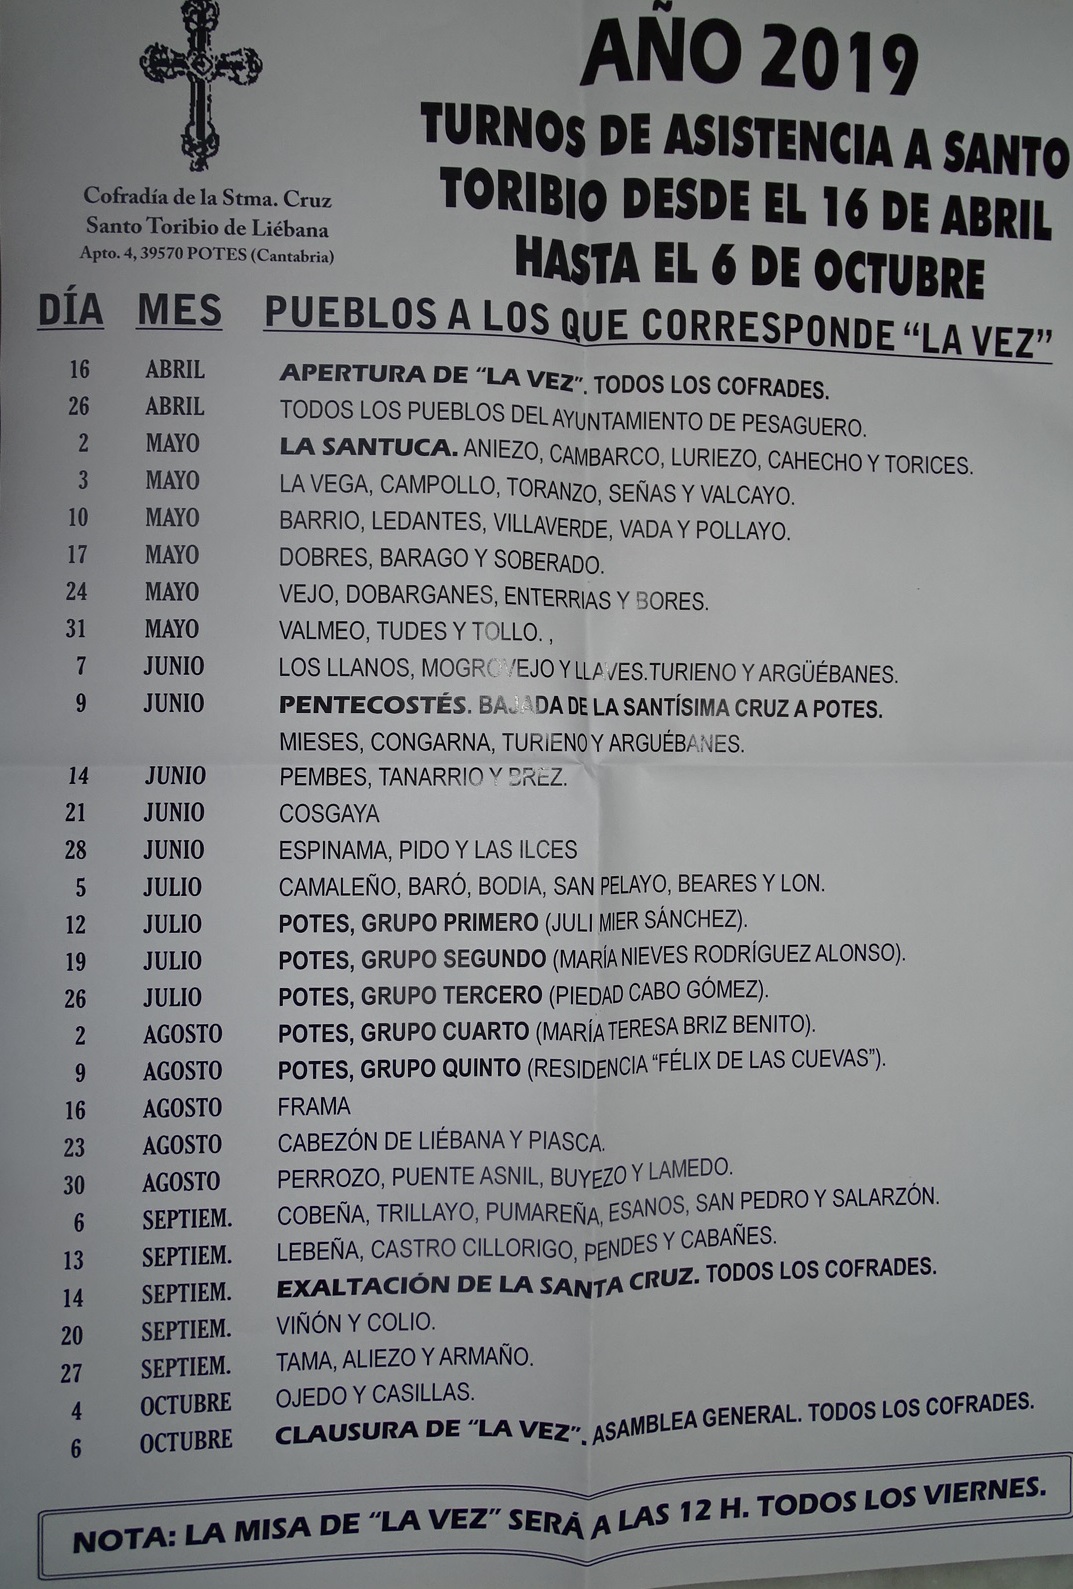 AÑO 2019
TURNOS DE ASISTENCIA A SANTO
TORIBIO DESDE EL 16 DE ABRIL
HASTA EL 6 DE OCTUBRE
Cofradía de la Stma. Cruz
Santo Toribio de Liébana
Apto. 4, 39570 POTES (Cantabria)
DÍA MES PUEBLOS A LOS QUE CORRESPONDE “LA VEZ”
16 ABRIL APERTURA DE “LA VEZ”. TODOS LOS COFRADES.
26 ABRIL TODOS LOS PUEBLOS DEL AYUNTAMIENTO DE PESAGUERO.
2 MAYO LA SANTUCA. ANIEZO, CAMBARCO, LURIEZO, CAHECHO Y TORICES.
3 MAYO LA VEGA, CAMPOLLO, TORANZO, SEÑAS Y VALCAYO.
10 MAYO BARRIO, LEDANTES, VILLAVERDE, VADA Y POLLAYO.
17 MAYO DOBRES, BARAGO Y SOBERADO.
24 MAYO VEJO, DOBARGANES, ENTERRIAS Y BORES.
31 MAYO VALMEO, TUDES Y TOLLO. ,
7 JUNIO LOS LLANOS, MOGROVEJO Y LLAVES.TURIENO Y ARGÜÉBANES.
9 JUNIO PENTECOSTÉS. BAJADA DE LA SANTÍSIMA CRUZ A POTES.
MIESES, CONGARNA, TURIENO Y ARGUÉBANES.
14 JUNIO PEMBES, TANARRIO Y BREZ.
21 JUNIO COSGAYA
28 JUNIO ESPINAMA, PIDO Y LAS ILCES
5 JULIO CAMALEÑO, BARÓ, BODIA, SAN PELAYO, BEARES Y LON.
12 JULIO POTES, GRUPO PRIMERO (JULI MIER SÁNCHEZ).
19 JULIO POTES, GRUPO SEGUNDO (MARÍA NIEVES RODRÍGUEZ ALONSO).
26 JULIO POTES, GRUPO TERCERO (PIEDAD CABO GÓMEZ).
2 AGOSTO POTES, GRUPO CUARTO (MARÍA TERESA BRIZ BENITO).
9 AGOSTO POTES, GRUPO QUINTO (RESIDENCIA “FÉLIX DE LAS CUEVAS”).
16 AGOSTO FRAMA
23 AGOSTO CABEZÓN DE LIÉBANA Y PIASCA.
30 AGOSTO PERROZO, PUENTE ASNIL, BUYEZO Y LAMEDO.
6 SEPTIEM. COBEÑA, TRILLAYO, PUMAREÑA, ESANOS, SAN PEDRO Y SALARZÓN.
13 SEPTIEM. LEBEÑA, CASTRO CILLORIGO, PENDES Y CABAÑES.
14 SEPTIEM. EXALTACIÓN DE LA SANTA CRUZ. TODOS LOS COFRADES.
20 SEPTIEM. VIÑÓN Y COLIO.
27 SEPTIEM. TAMA, ALIEZO Y ARMAÑO.
4 OCTUBRE OJEDO Y CASILLAS.
6 OCTUBRE CLAUSURA DE “LA VEZ”. ASAMBLEA GENERAL. TODOS LOS COFRADES.
NOTA: LA MISA DE “LA VEZ” SERÁ A LAS 12 H. TODOS LOS VIERNES.